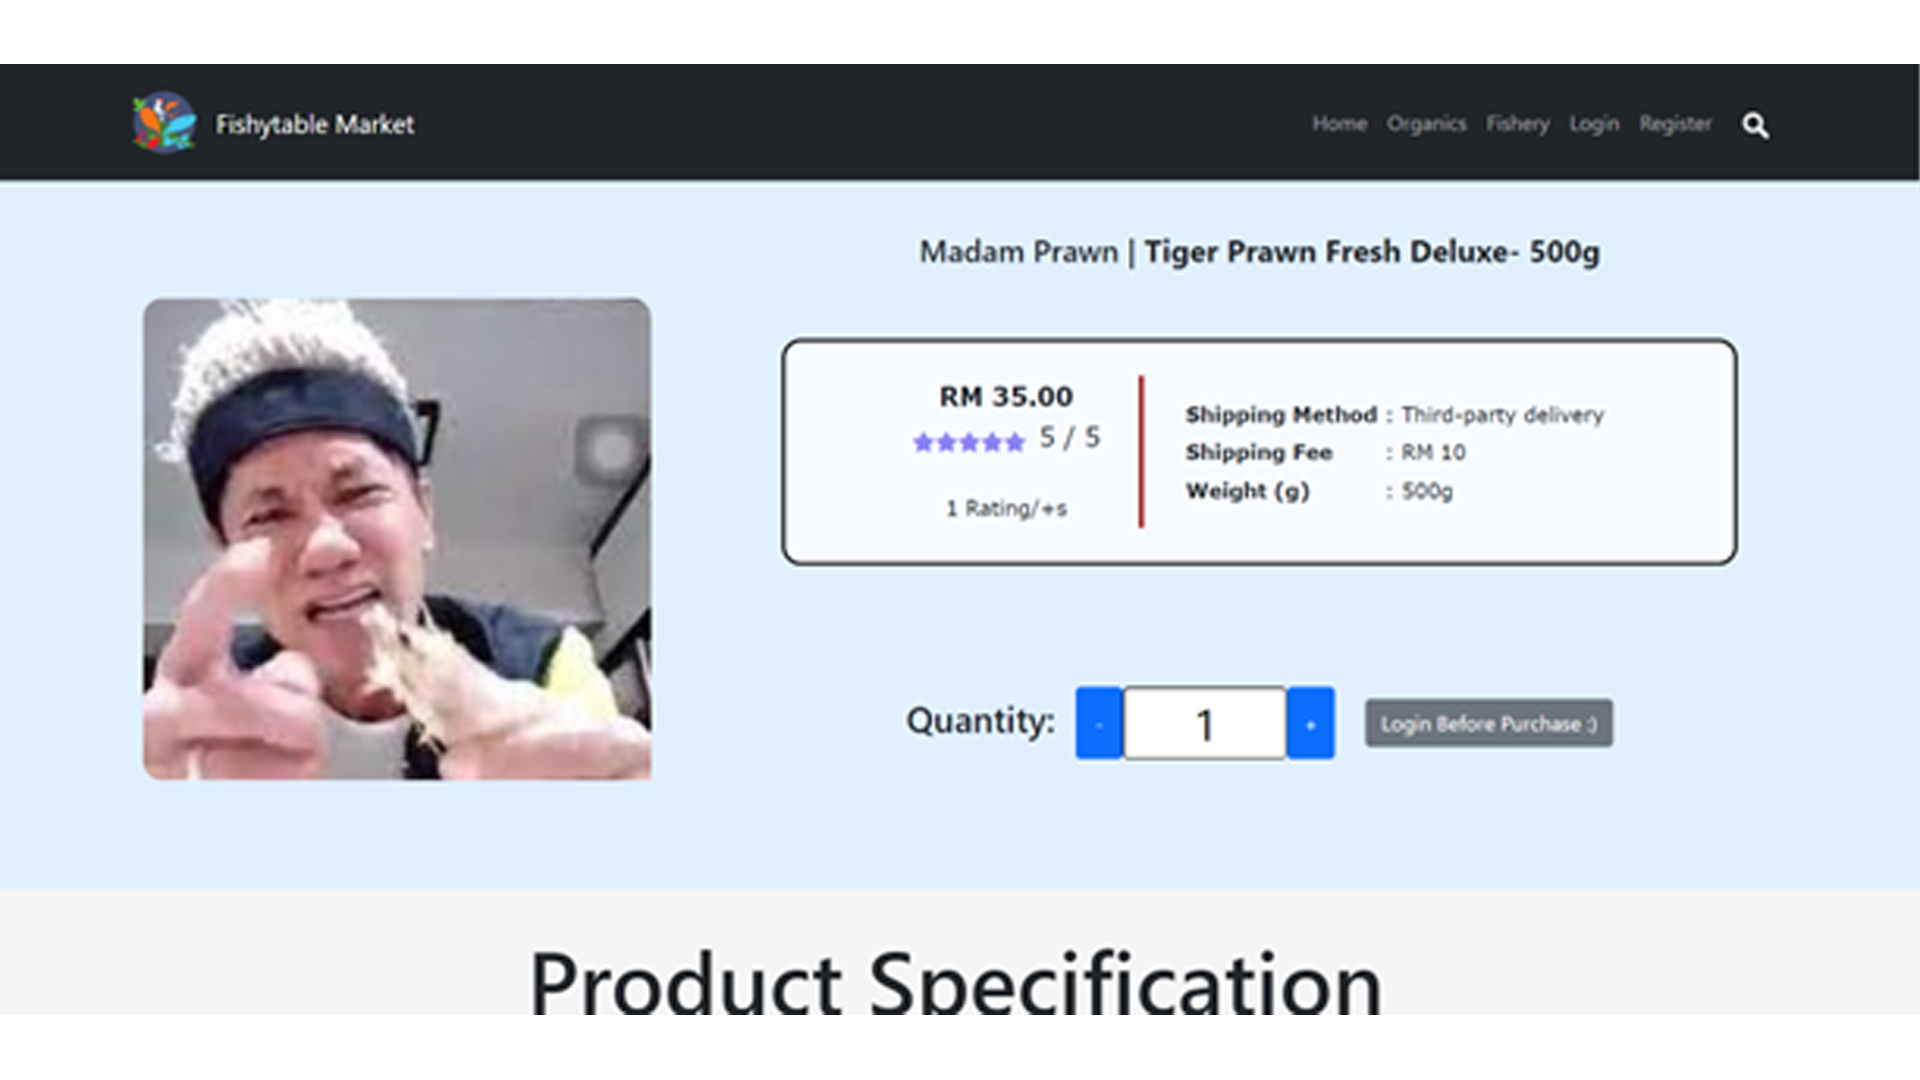 Fishytable Market
Home Organics Fishery Login Register
Madam Prawn | Tiger Prawn Fresh Deluxe- 500g
RM 35.00
5 / 5
1 Rating/+s
Shipping Method : Third-party delivery
Shipping Fee : RM 10
Weight (g) : 500g
Quantity: - 1 + Login Before Purchase :)
Product Specification